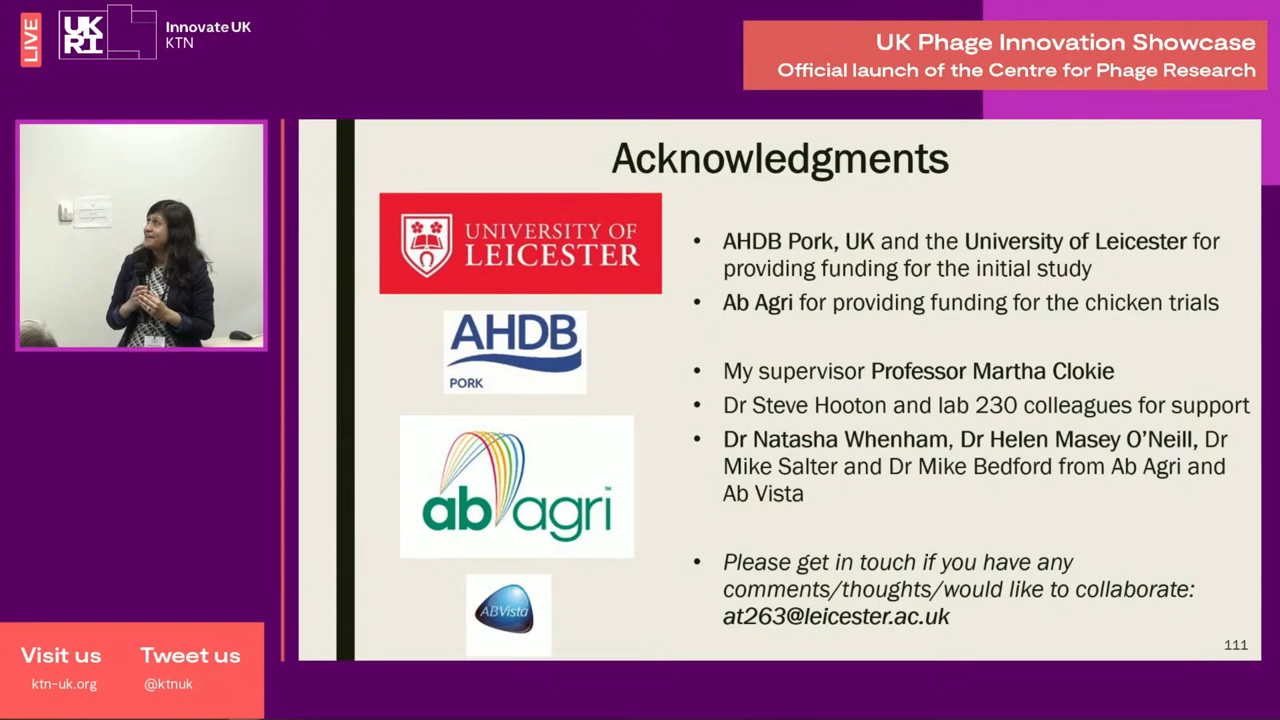 LIVE
UK
RI
Innovate UK
KTN
UK Phage Innovation Showcase
Official launch of the Centre for Phage Research
Acknowledgments
UNIVERSITY OF
LEICESTER
AHDB
PORK
ab agri™
ABVista
• AHDB Pork, UK and the University of Leicester for
providing funding for the initial study
• Ab Agri for providing funding for the chicken trials
• My supervisor Professor Martha Clokie
• Dr Steve Hooton and lab 230 colleagues for support
• Dr Natasha Whenham, Dr Helen Masey O’Neill, Dr
Mike Salter and Dr Mike Bedford from Ab Agri and
Ab Vista
• Please get in touch if you have any
comments/thoughts/would like to collaborate:
at263@leicester.ac.uk
111
Visit us
ktn-uk.org
Tweet us
@ktnuk